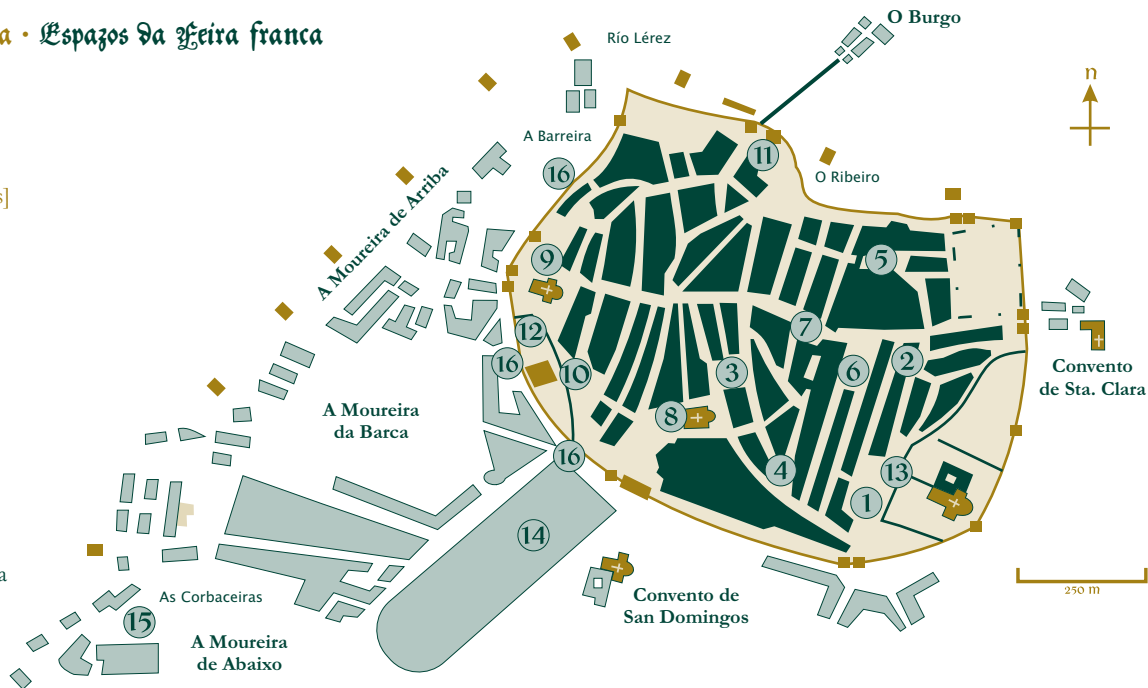 a · Espazos da Feira franca
O Burgo
Río Lérez
n
A Barreira
11
16
O Ribeiro
s]
A Moureira de Arriba
9
5
12
7
16
10
3
6
2
Convento
de Sta. Clara
A Moureira
da Barca
8
16
4
13
1
14
a
As Corbaceiras
15
Convento de
San Domingos
250 m
A Moureira
de Abaixo